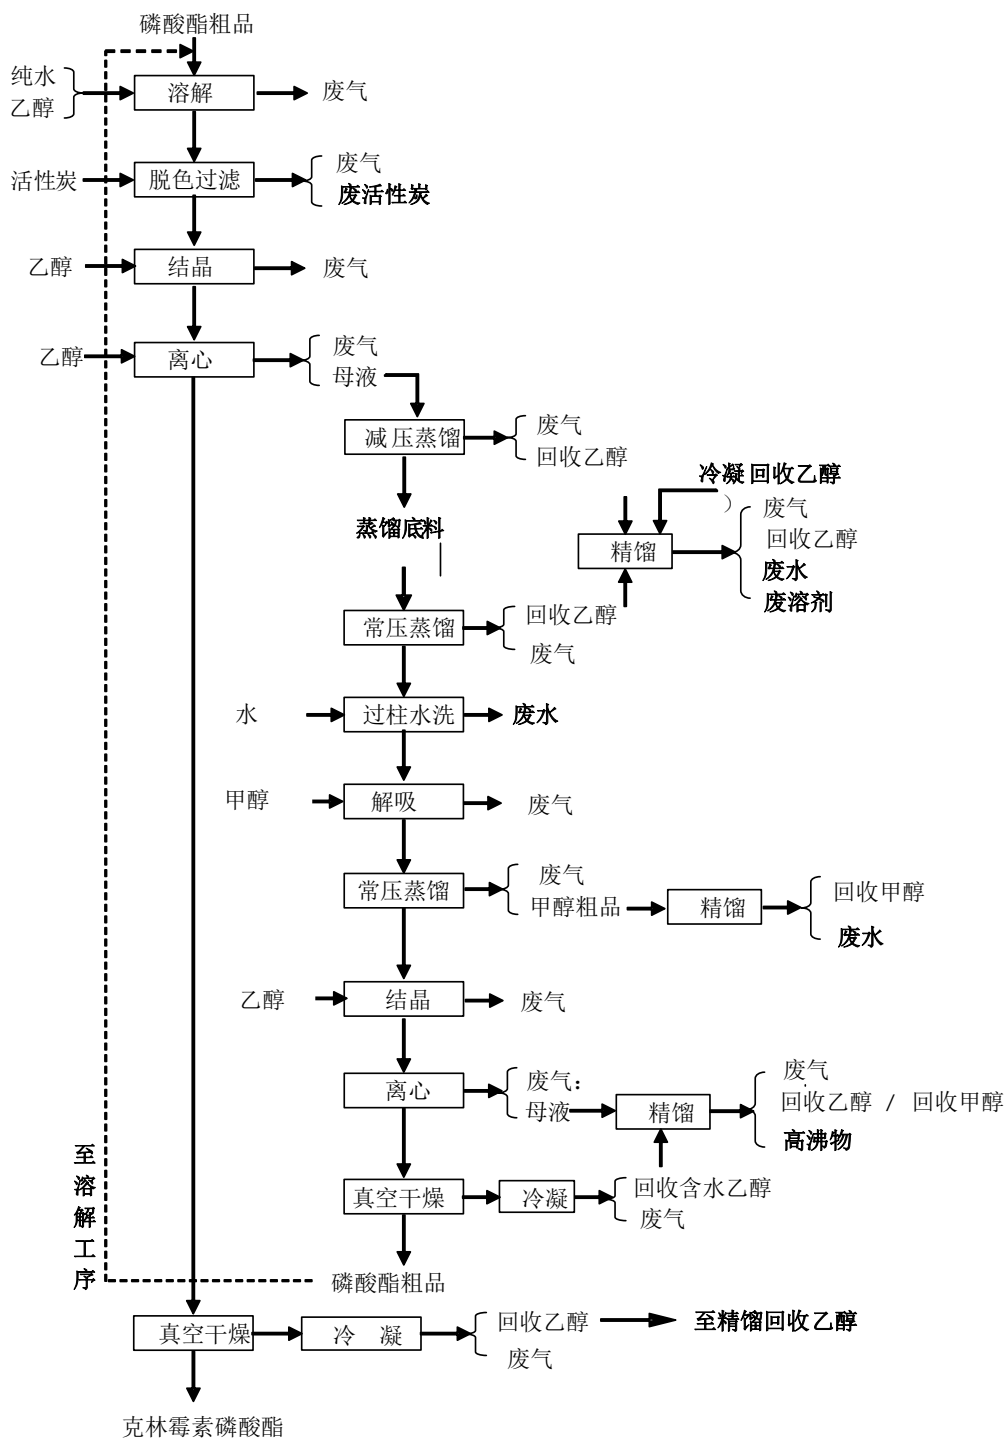 磷酸酯粗品
纯水
乙醇
溶解
废气
活性炭
脱色过滤
废气
废活性炭
乙醇
结晶
废气
乙醇
离心
废气
母液
减压蒸馏
废气
回收乙醇
蒸馏底料
冷凝回收乙醇
）
精馏
废气
回收乙醇
废水
废溶剂
常压蒸馏
回收乙醇
废气
水
过柱水洗
废水
甲醇
解吸
废气
常压蒸馏
废气
甲醇粗品
精馏
回收甲醇
废水
乙醇
结晶
废气
离心
废气：
母液
精馏
废气
回收乙醇 / 回收甲醇
高沸物
真空干燥
冷凝
回收含水乙醇
废气
磷酸酯粗品
至溶解工序
真空干燥
冷 凝
回收乙醇
废气
至精馏回收乙醇
克林霉素磷酸酯